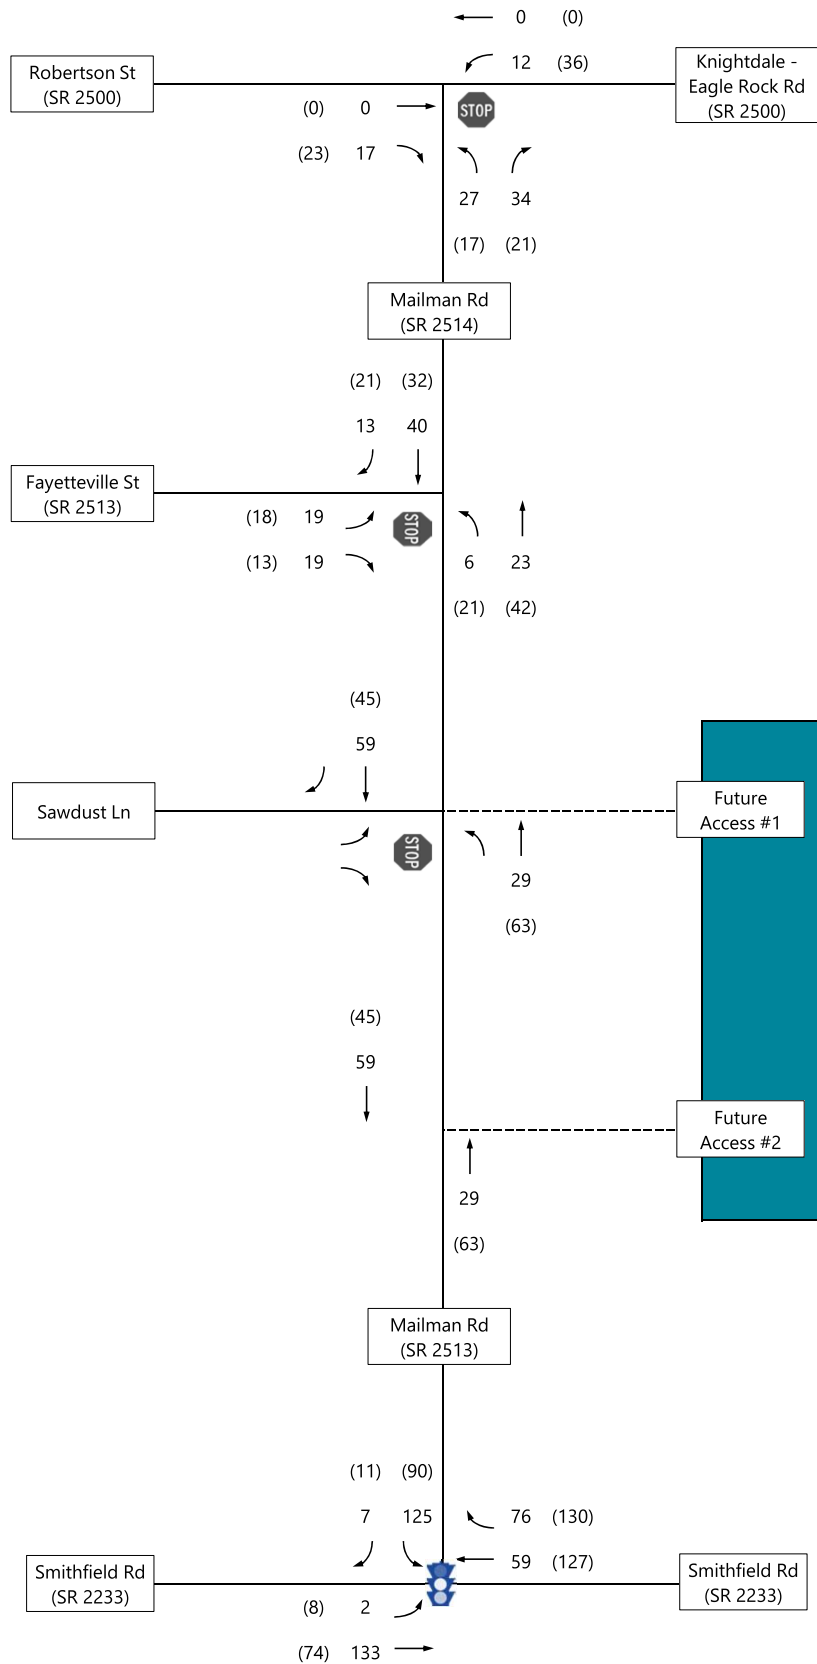 0 (0)
12 (36)
Robertson St
(SR 2500)
Knightdale -
Eagle Rock Rd
(SR 2500)
(0) 0
STOP
(23) 17
27 34
(17) (21)
Mailman Rd
(SR 2514)
(21) (32)
13 40
Fayetteville St
(SR 2513)
(18) 19
STOP
(13) 19
6 23
(21) (42)
(45)
59
Sawdust Ln
Future
Access #1
STOP
29
(63)
(45)
59
Future
Access #2
29
(63)
Mailman Rd
(SR 2513)
(11) (90)
7 125
76 (130)
59 (127)
Smithfield Rd
(SR 2233)
Smithfield Rd
(SR 2233)
(8) 2
(74) 133